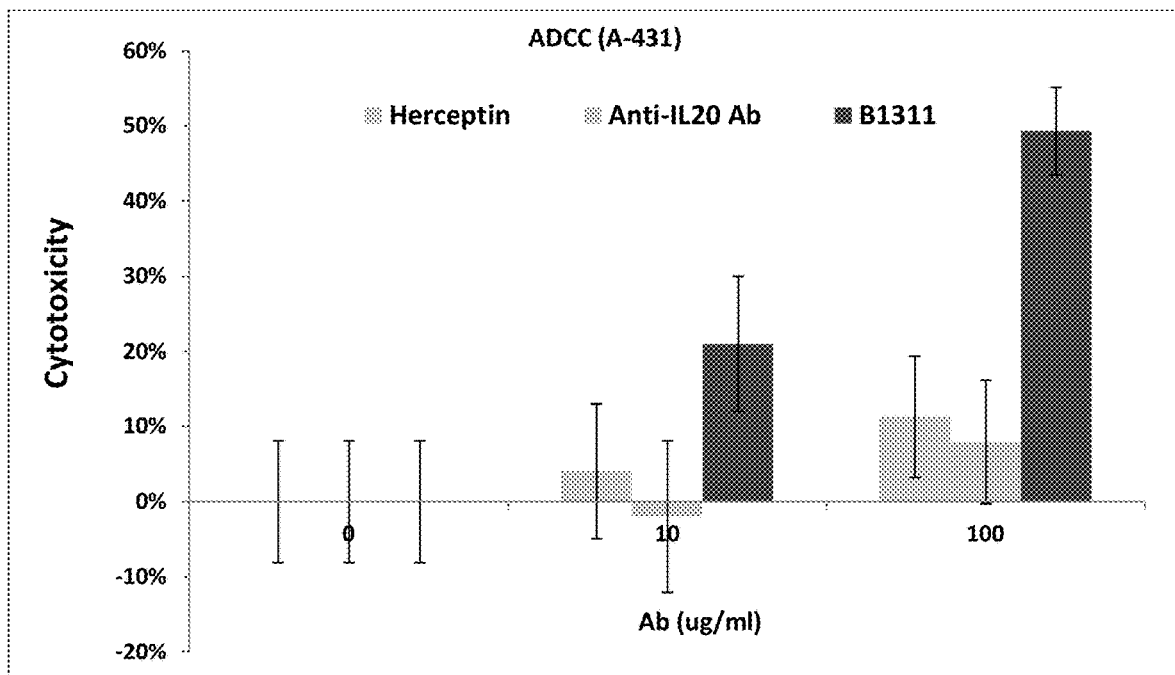 ADCC (A-431)
Herceptin Anti-IL20 Ab B1311
Cytotoxicity
60%
50%
40%
30%
20%
10%
0%
-10%
-20%
0 10 100
Ab (ug/ml)